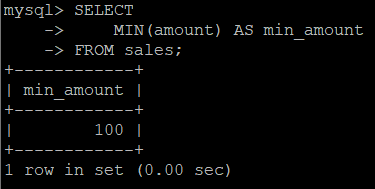 mysql> SELECT
    ->     MIN(amount) AS min_amount
    -> FROM sales;
+------------+
| min_amount |
+------------+
|        100 |
+------------+
1 row in set (0.00 sec)